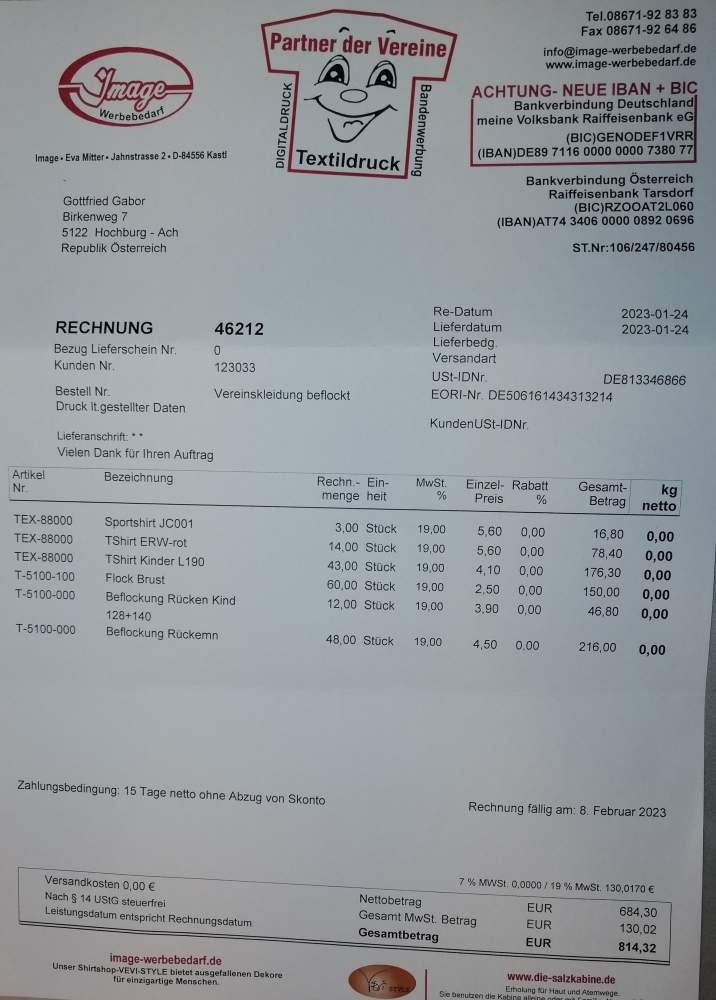 Tel.08671-92 83 83
Fax 08671-92 64 86
info@image-werbebedarf.de
www.image-werbebedarf.de
Image
Werbebedarf
Partner der Vereine
DIGITALDRUCK
Bandenwerbung
Textildruck
ACHTUNG- NEUE IBAN + BIC
Bankverbindung Deutschland
meine Volksbank Raiffeisenbank eG
(BIC)GENODEF1VRR
(IBAN)DE89 7116 0000 0000 7380 77
Image • Eva Mitter • Jahnstrasse 2 • D-84556 Kastl
Bankverbindung Österreich
Raiffeisenbank Tarsdorf
(BIC)RZOOAT2L060
(IBAN)AT74 3406 0000 0892 0696
ST.Nr:106/247/80456
-
Gottfried Gabor
Birkenweg 7
5122 Hochburg - Ach
Republik Österreich
RECHNUNG 46212
Bezug Lieferschein Nr. 0
Kunden Nr. 123033
Bestell Nr. Vereinskleidung beflockt
Druck lt.gestellter Daten
Re-Datum 2023-01-24
Lieferdatum 2023-01-24
Lieferbedg.
Versandart
USt-IDNr. DE813346866
EORI-Nr. DE506161434313214
KundenUSt-IDNr.
Lieferanschrift: * *
Vielen Dank für Ihren Auftrag
Artikel Bezeichnung Rechn.- Ein- MwSt. Einzel- Rabatt Gesamt- kg
Nr. menge heit % Preis % Betrag netto
TEX-88000 Sportshirt JC001 3,00 Stück 19,00 5,60 0,00 16,80 0,00
TEX-88000 TShirt ERW-rot 14,00 Stück 19,00 5,60 0,00 78,40 0,00
TEX-88000 TShirt Kinder L190 43,00 Stück 19,00 4,10 0,00 176,30 0,00
T-5100-100 Flock Brust 60,00 Stück 19,00 2,50 0,00 150,00 0,00
T-5100-000 Beflockung Rücken Kind 12,00 Stück 19,00 3,90 0,00 46,80 0,00
128+140
T-5100-000 Beflockung Rückemn 48,00 Stück 19,00 4,50 0,00 216,00 0,00
Zahlungsbedingung: 15 Tage netto ohne Abzug von Skonto
Rechnung fällig am: 8. Februar 2023
7 % MWSt. 0,0000 / 19 % MwSt. 130,0170 €
Versandkosten 0,00 €
Nach § 14 UStG steuerfrei
Leistungsdatum entspricht Rechnungsdatum
Nettobetrag EUR 684,30
Gesamt MwSt. Betrag EUR 130,02
Gesamtbetrag EUR 814,32
image-werbebedarf.de
Unser Shirtshop-VEVI-STYLE bietet ausgefallenen Dekore
für einzigartige Menschen.
VeVi STYLE
www.die-salzkabine.de
Erholung für Haut und Atemwege.
Sie benutzen die Kabine alleine oder mit